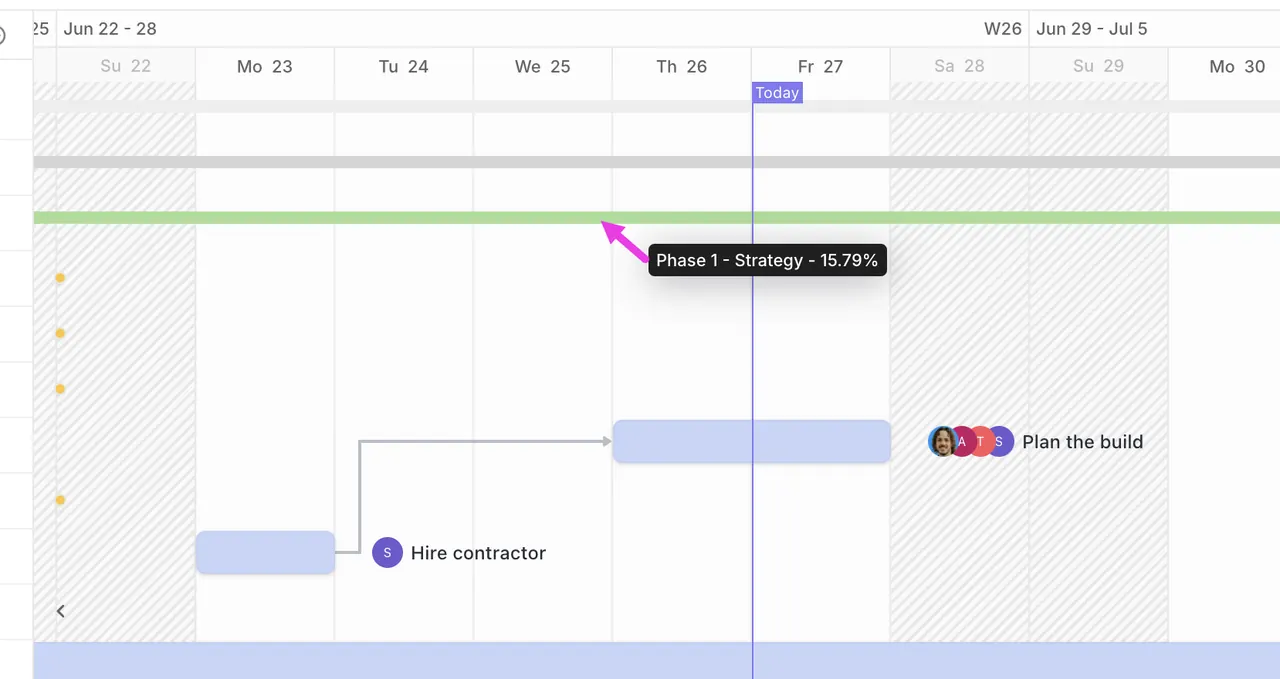 25 Jun 22 - 28 W26 Jun 29 - Jul 5
Su 22 Mo 23 Tu 24 We 25 Th 26 Fr 27 Sa 28 Su 29 Mo 30
Today
Phase 1 - Strategy - 15.79%
A T S Plan the build
S Hire contractor